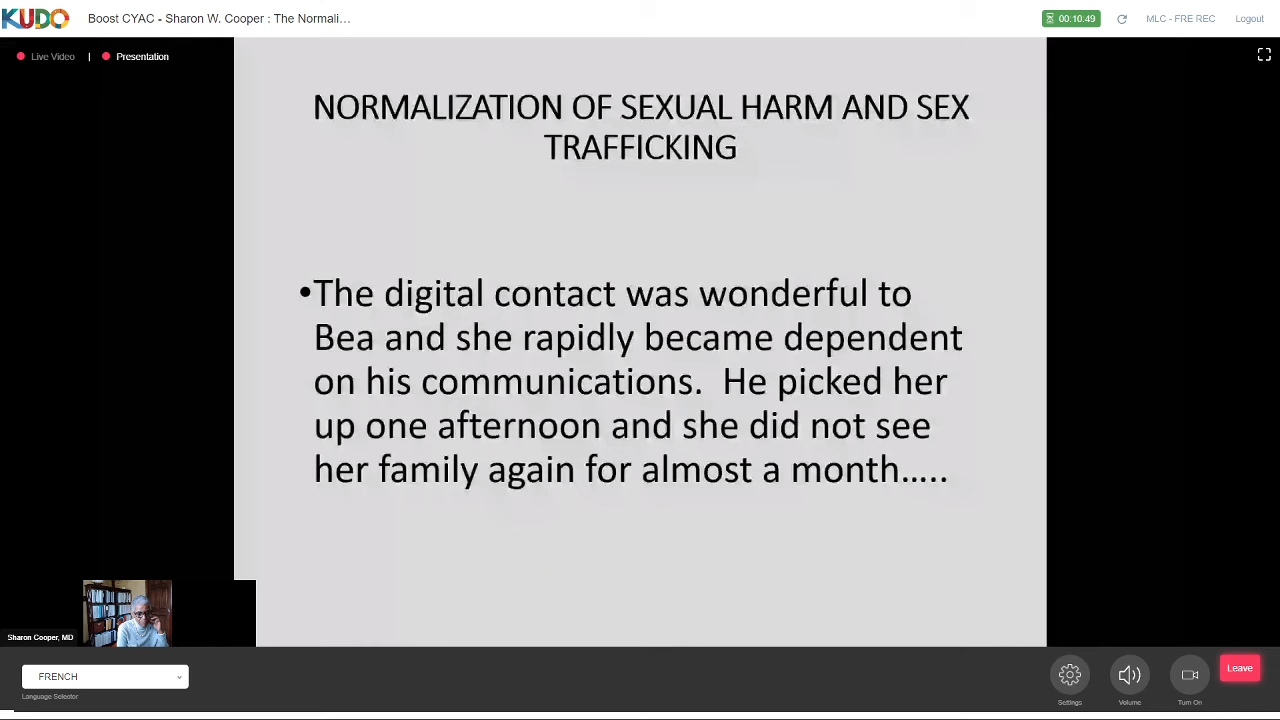 KUDO
Boost CYAC - Sharon W. Cooper : The Normali…
00:10:49
MLC - FRE REC
Logout
Live Video | Presentation
NORMALIZATION OF SEXUAL HARM AND SEX
TRAFFICKING
•The digital contact was wonderful to
Bea and she rapidly became dependent
on his communications. He picked her
up one afternoon and she did not see
her family again for almost a month…..
Sharon Cooper, MD
FRENCH
Language Selector
Settings
Volume
Turn On
Leave